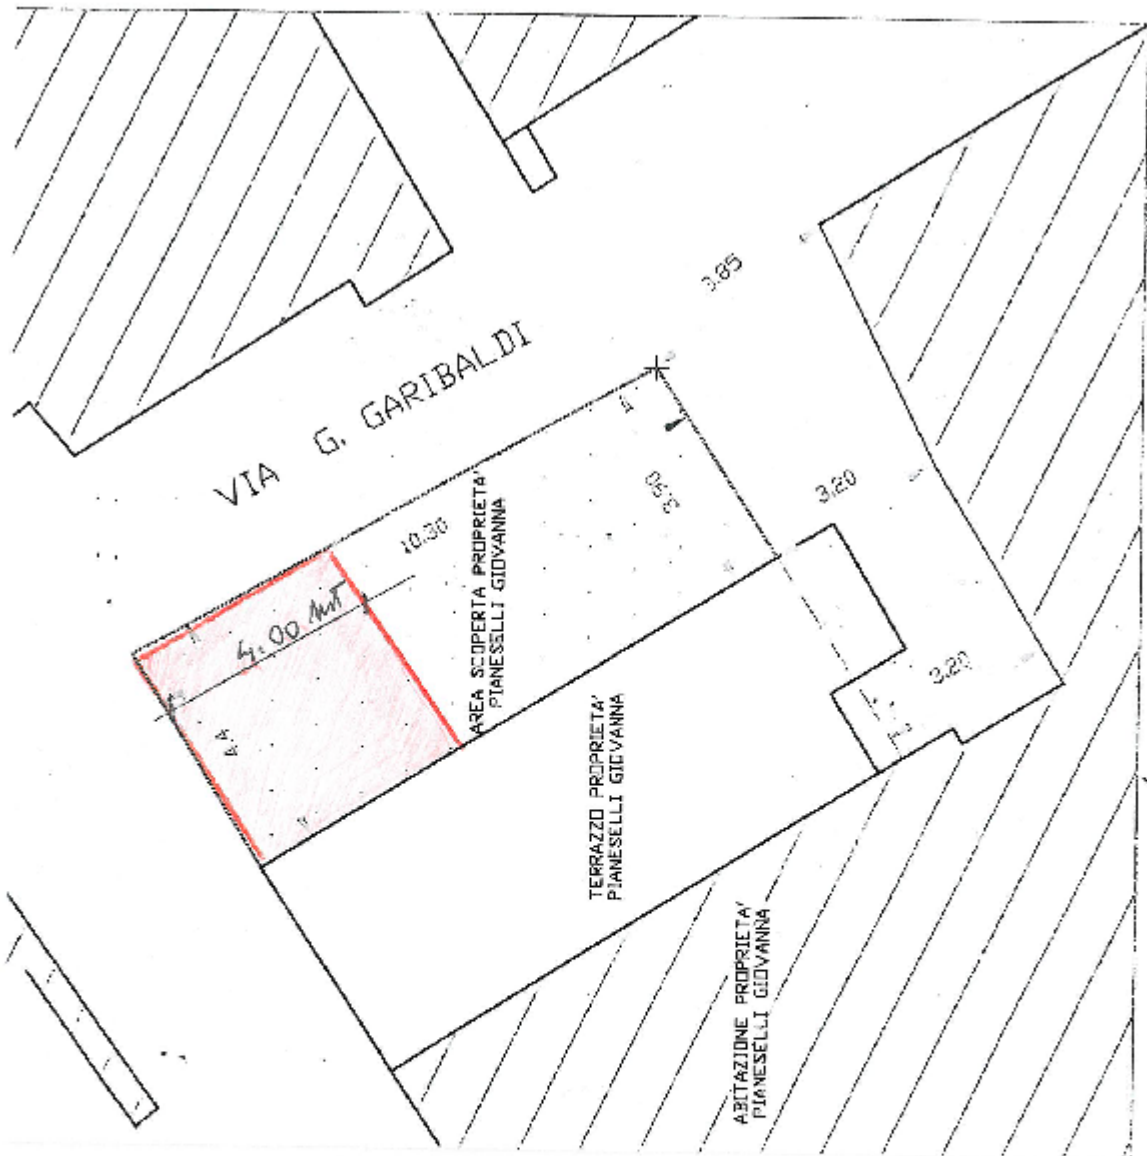 3.85
VIA G. GARIBALDI
10.30
3.90
3.20
AREA SCOPERTA PROPRIETA'
PIANESELLI GIOVANNA
4.00 MT
4.4
3.20
TERRAZZO PROPRIETA'
PIANESELLI GIOVANNA
ABITAZIONE PROPRIETA'
PIANESELLI GIOVANNA